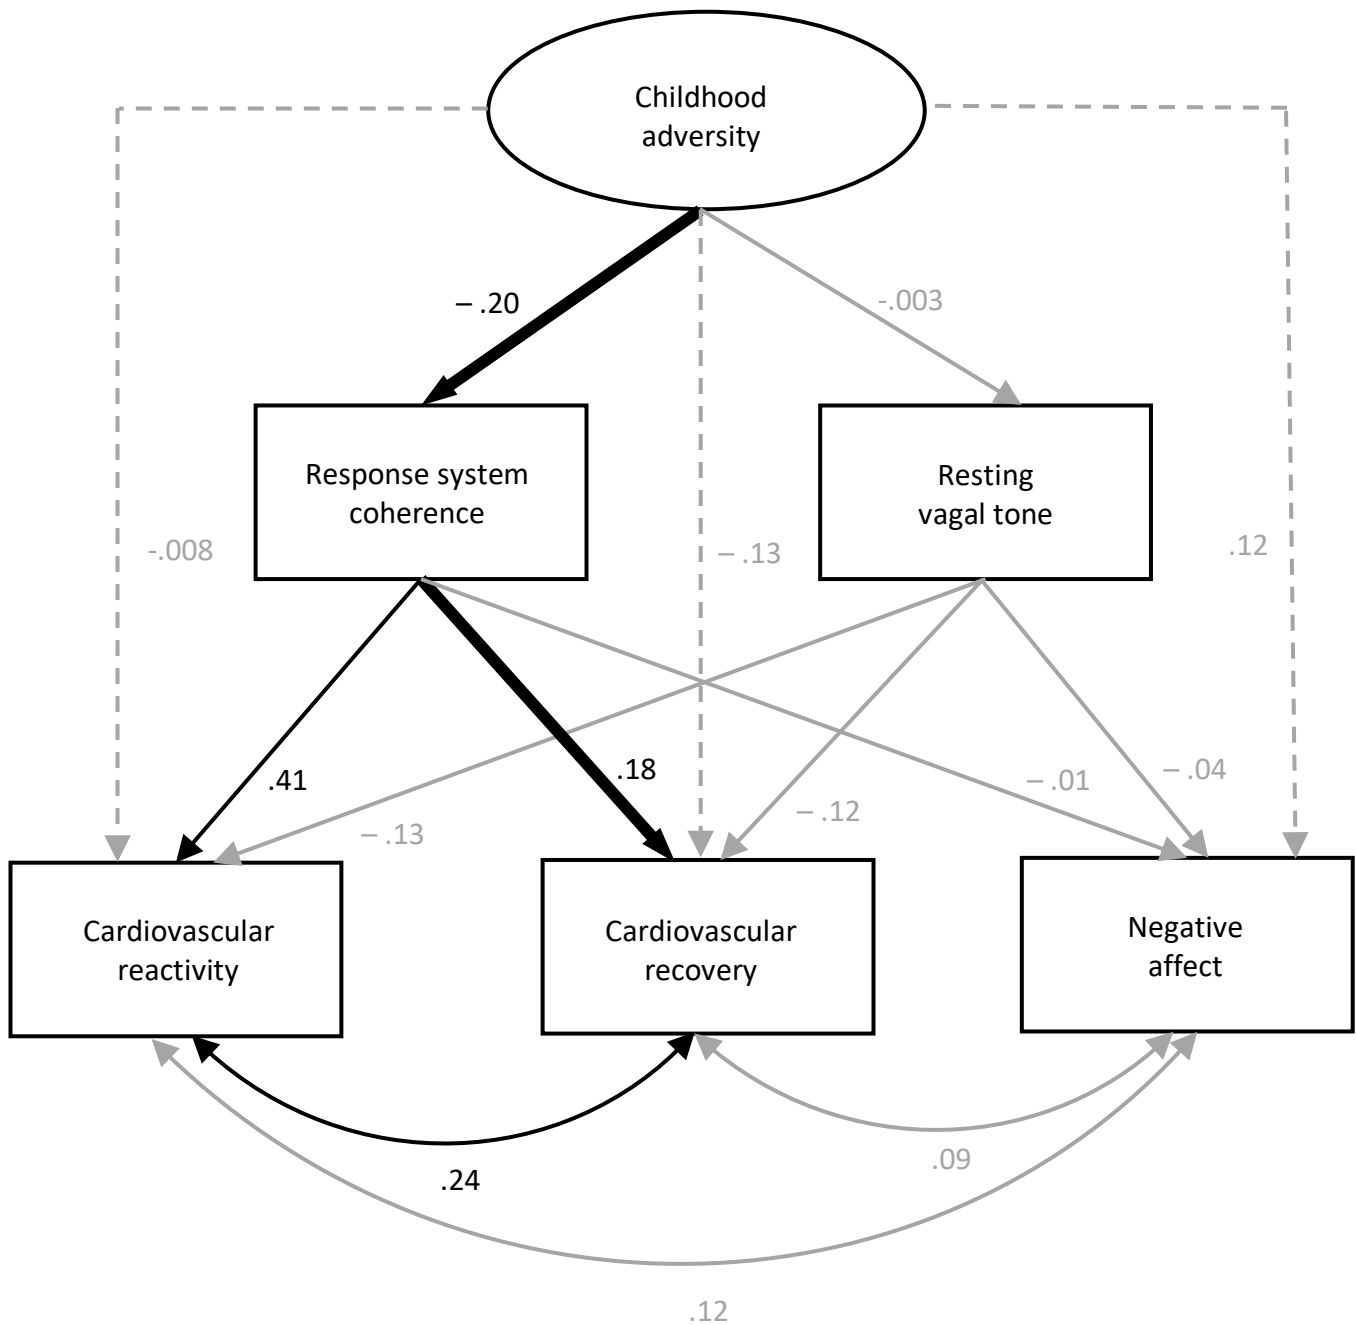 Childhood
adversity
– .20
-.003
Response system
coherence
Resting
vagal tone
-.008
– .13
.12
.41
.18
– .13
– .12
– .01
– .04
Cardiovascular
reactivity
Cardiovascular
recovery
Negative
affect
.24
.09
.12